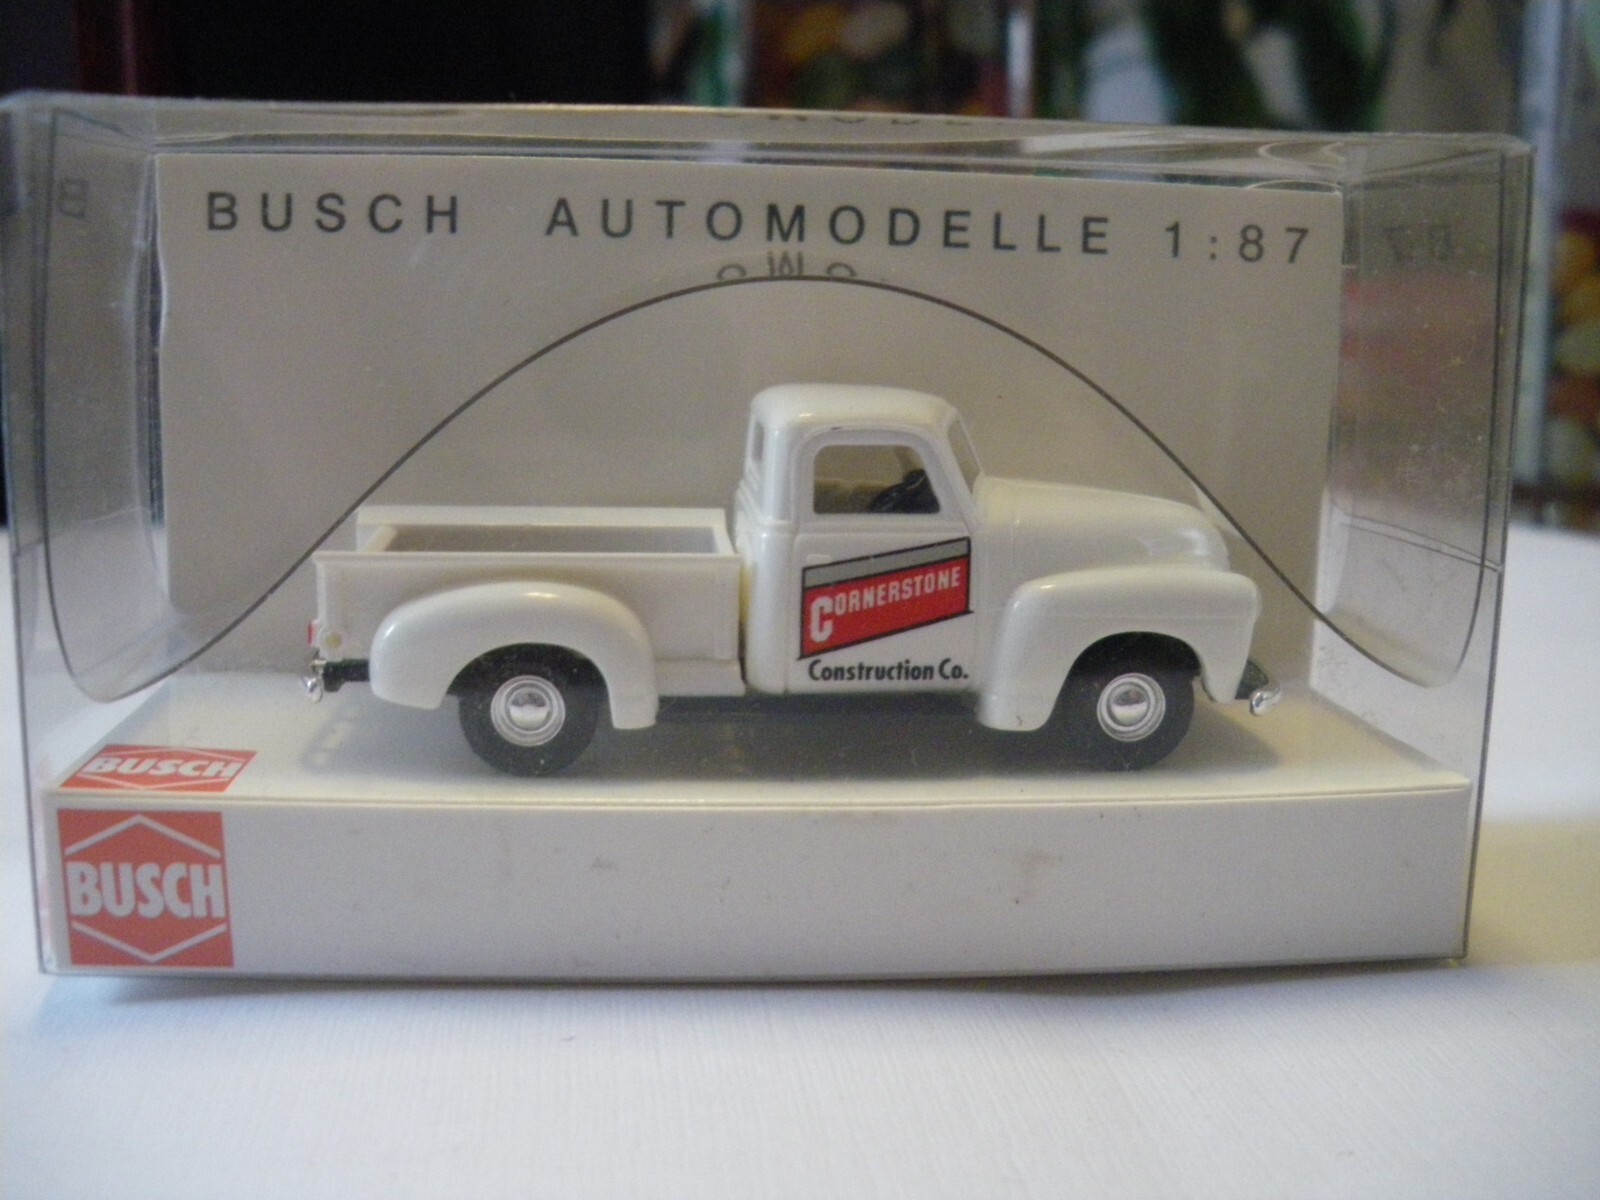 BUSCH AUTOMODELLE 1:87
CORNERSTONE
Construction Co.
BUSCH
BUSCH